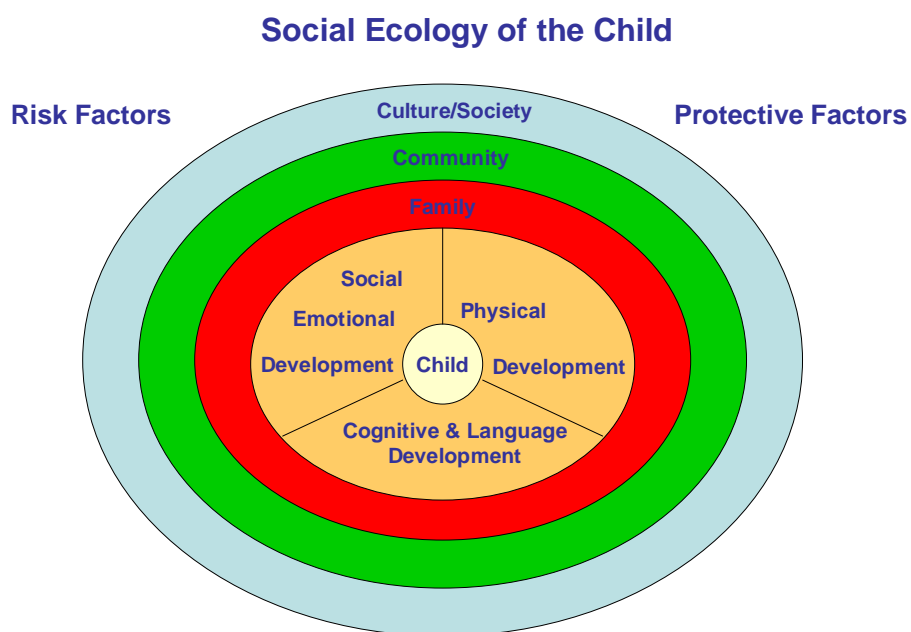 Social Ecology of the Child
Risk Factors
Culture/Society
Protective Factors
Community
Family
Social
Emotional
Development
Physical
Development
Child
Cognitive & Language
Development